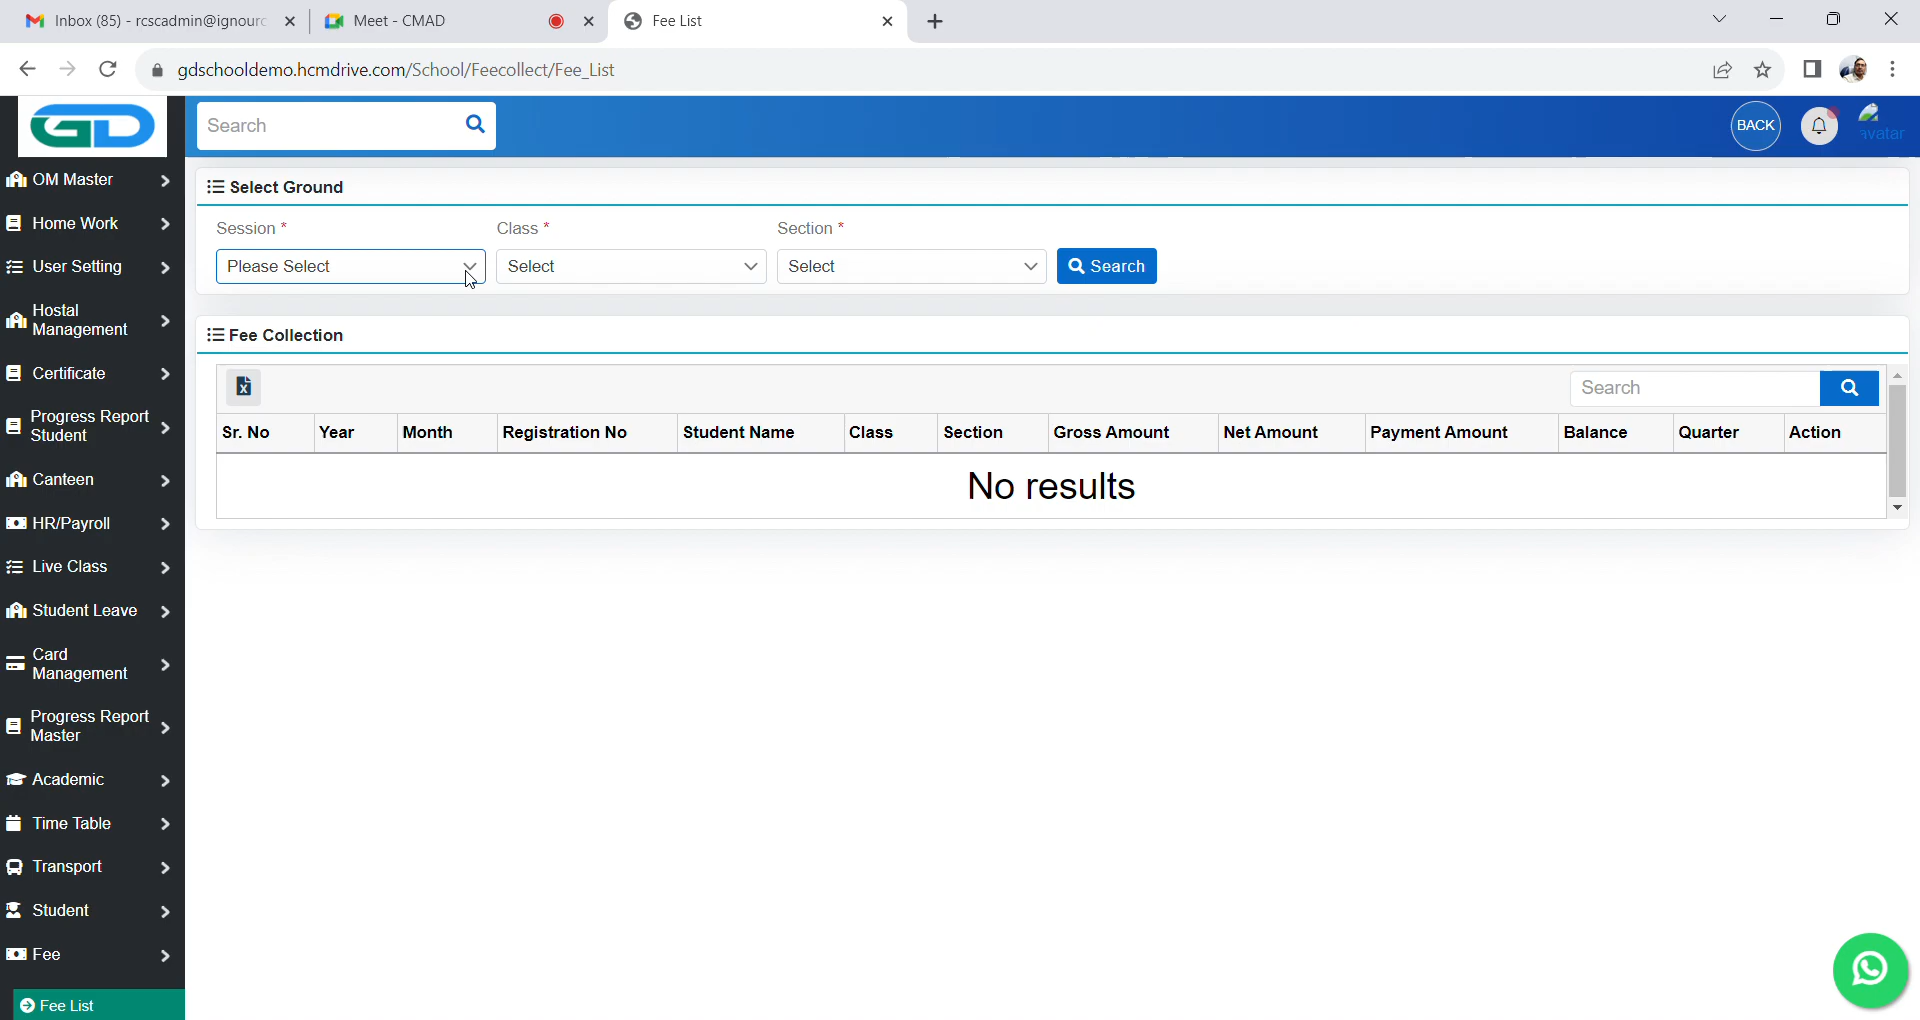 Inbox (85) - rcscadmin@ignourc
Meet - CMAD
Fee List
gdschooldemo.hcmdrive.com/School/Feecollect/Fee_List
GD
Search
BACK
avatar
OM Master
Home Work
User Setting
Hostal
Management
Certificate
Progress Report
Student
Canteen
HR/Payroll
Live Class
Student Leave
Card
Management
Progress Report
Master
Academic
Time Table
Transport
Student
Fee
Fee List
Select Ground
Session * Class * Section *
Please Select Select Select Search
Fee Collection
Search
Sr. No Year Month Registration No Student Name Class Section Gross Amount Net Amount Payment Amount Balance Quarter Action
No results